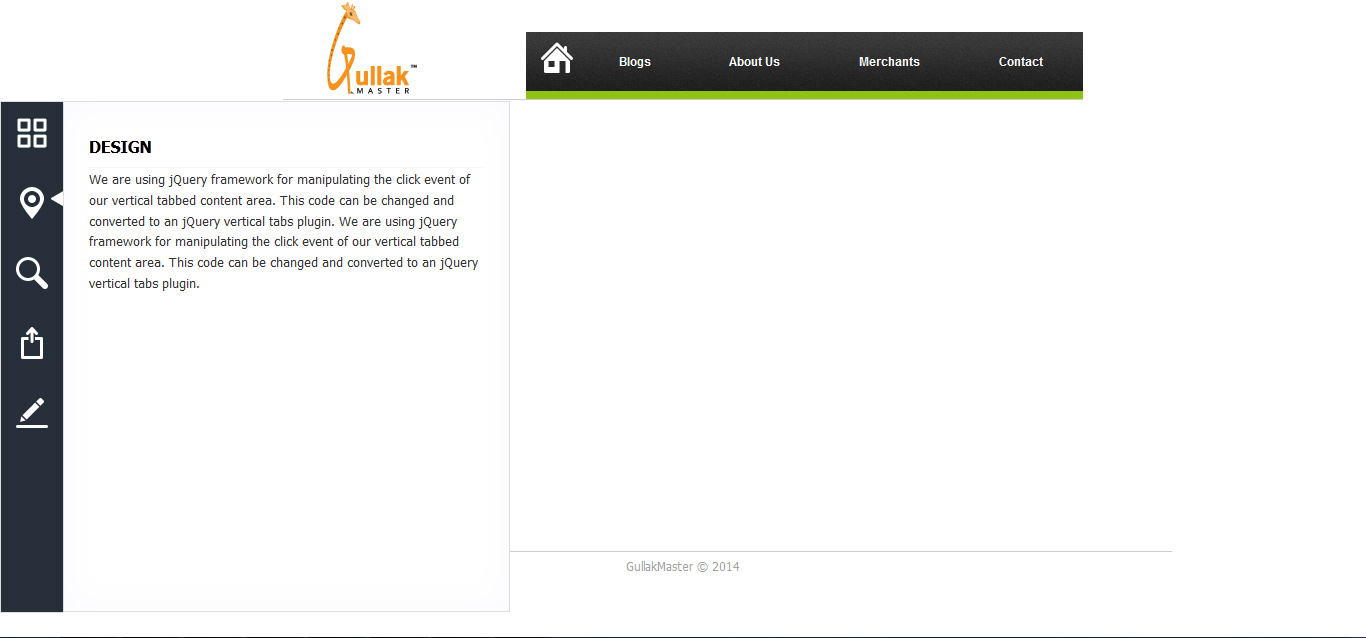 Gullak™
MASTER
Blogs
About Us
Merchants
Contact
DESIGN
We are using jQuery framework for manipulating the click event of
our vertical tabbed content area. This code can be changed and
converted to an jQuery vertical tabs plugin. We are using jQuery
framework for manipulating the click event of our vertical tabbed
content area. This code can be changed and converted to an jQuery
vertical tabs plugin.
GullakMaster © 2014